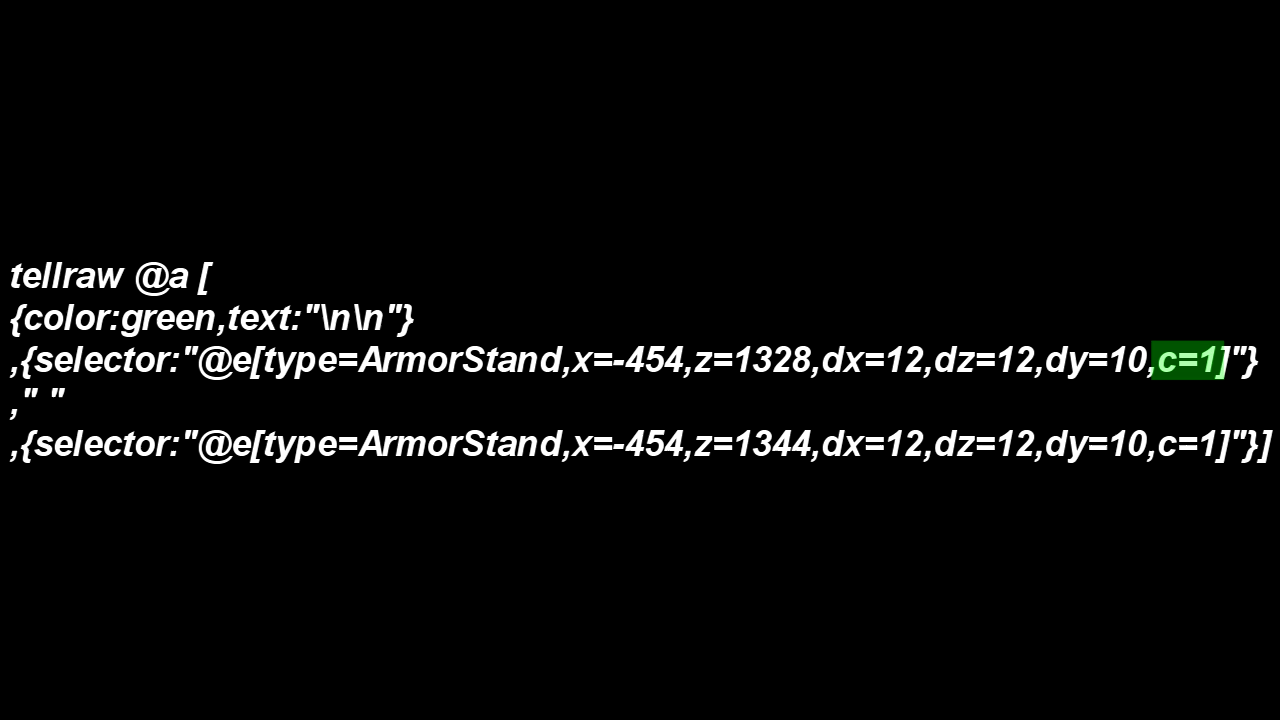 tellraw @a [
{color:green,text:"\n\n"}
,{selector:"@e[type=ArmorStand,x=-454,z=1328,dx=12,dz=12,dy=10,c=1]"}
," "
,{selector:"@e[type=ArmorStand,x=-454,z=1344,dx=12,dz=12,dy=10,c=1]"}]